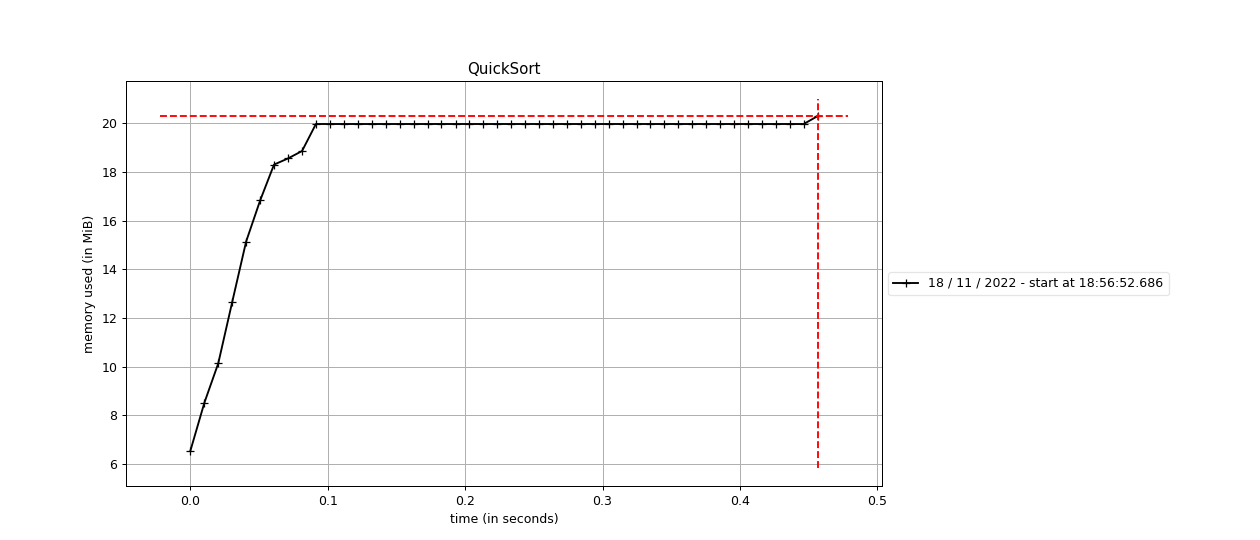 QuickSort
20
18
16
14
12
10
8
6
memory used (in MiB)
0.0 0.1 0.2 0.3 0.4 0.5
time (in seconds)
18 / 11 / 2022 - start at 18:56:52.686